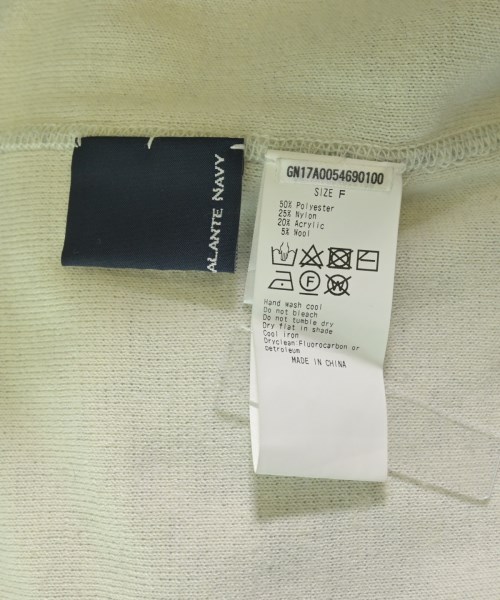 ALANTE NAVY
GN17A0054690100
SIZE F
50% Polyester
25% Nylon
20% Acrylic
5% Wool
F
W
Hand wash cool
Do not bleach
Do not tumble dry
Dry flat in shade
Cool iron
Dryclean:Fluorocarbon or
petroleum
MADE IN CHINA